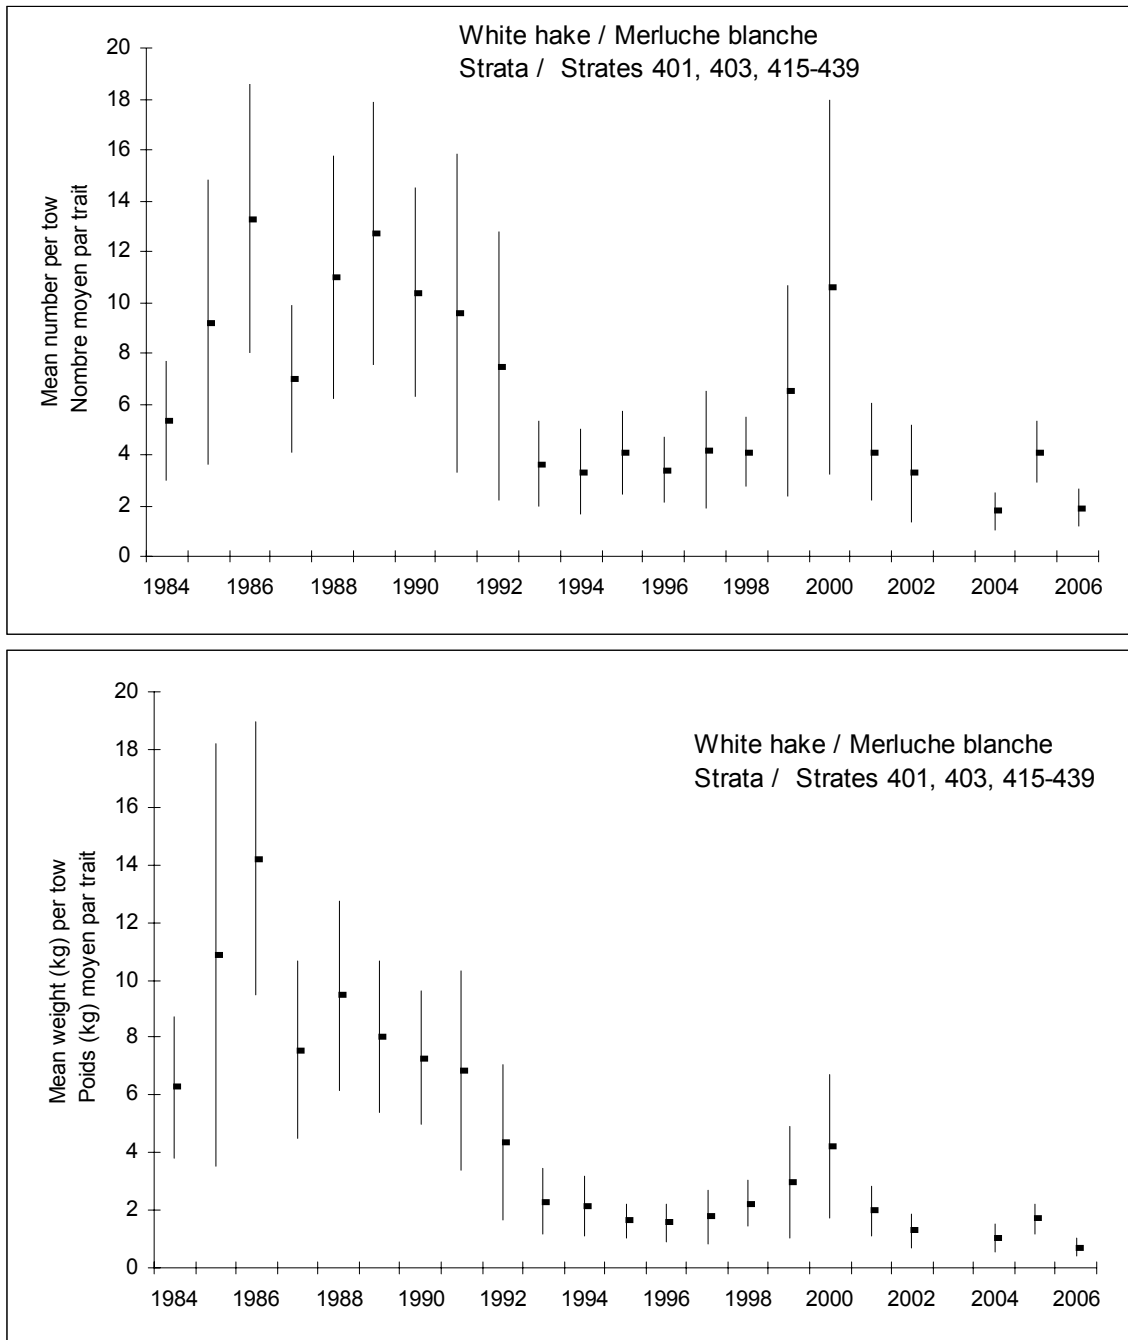 White hake / Merluche blanche
Strata / Strates 401, 403, 415-439
Mean number per tow
Nombre moyen par trait
20
18
16
14
12
10
8
6
4
2
0
1984 1986 1988 1990 1992 1994 1996 1998 2000 2002 2004 2006
White hake / Merluche blanche
Strata / Strates 401, 403, 415-439
Mean weight (kg) per tow
Poids (kg) moyen par trait
20
18
16
14
12
10
8
6
4
2
0
1984 1986 1988 1990 1992 1994 1996 1998 2000 2002 2004 2006